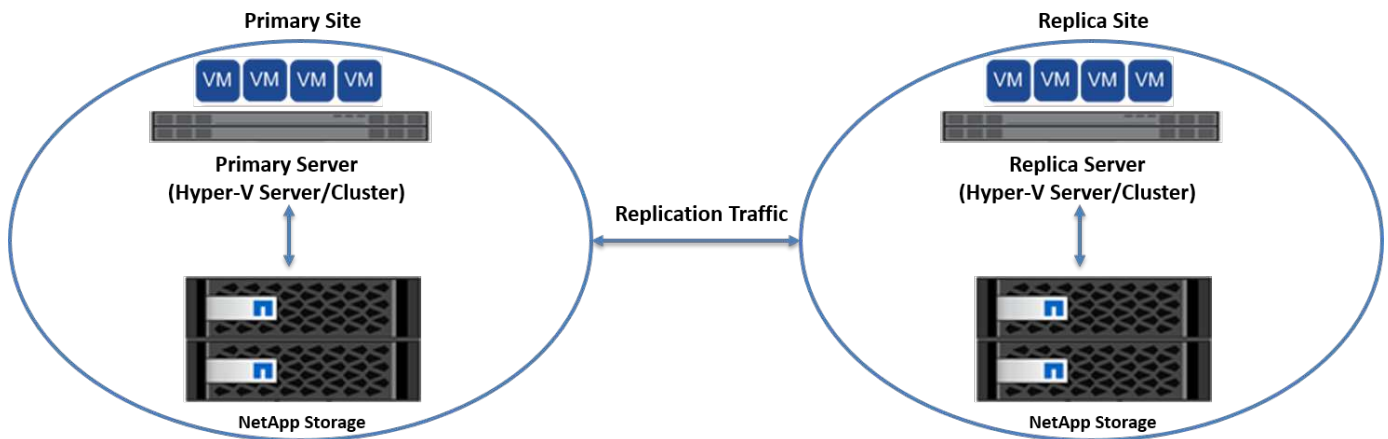 Primary Site
VM VM VM VM
Primary Server
(Hyper-V Server/Cluster)
NetApp Storage
Replication Traffic
Replica Site
VM VM VM VM
Replica Server
(Hyper-V Server/Cluster)
NetApp Storage